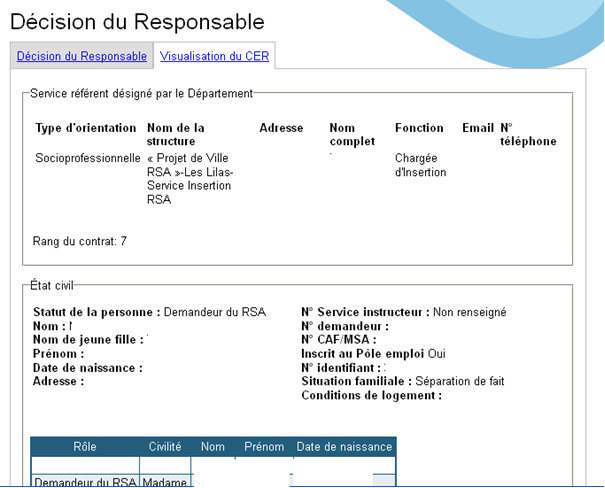 Décision du Responsable
Décision du Responsable Visualisation du CER
Service référent désigné par le Département
Type d'orientation Nom de la structure Adresse Nom complet Fonction Email N° téléphone
Socioprofessionnelle « Projet de Ville RSA »-Les Lilas-Service Insertion RSA Chargée d'Insertion
Rang du contrat: 7
État civil
Statut de la personne : Demandeur du RSA
Nom :
Nom de jeune fille :
Prénom :
Date de naissance :
Adresse :
N° Service instructeur : Non renseigné
N° demandeur :
N° CAF/MSA :
Inscrit au Pôle emploi Oui
N° identifiant :
Situation familiale : Séparation de fait
Conditions de logement :
Rôle Civilité Nom Prénom Date de naissance
Demandeur du RSA Madame